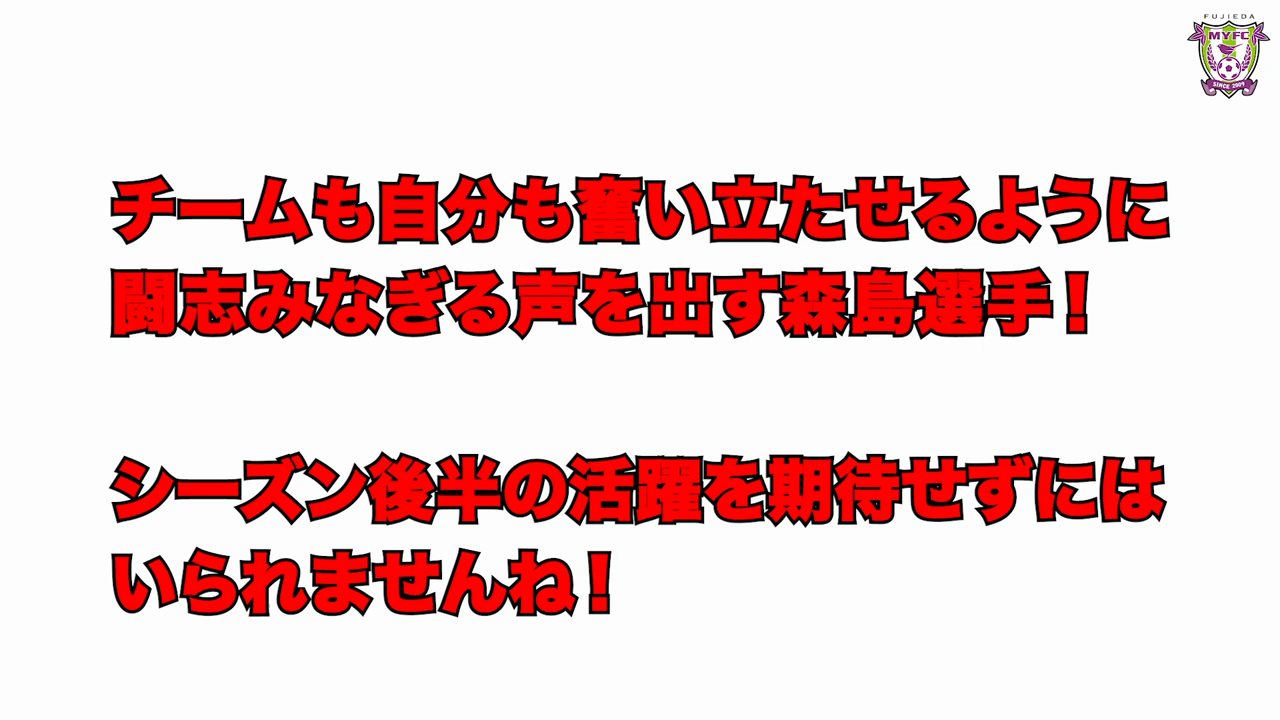 FUJIEDA
MYFC
SINCE 2009
チームも自分も奮い立たせるように
闘志みなぎる声を出す森島選手!
シーズン後半の活躍を期待せずには
いられませんね!